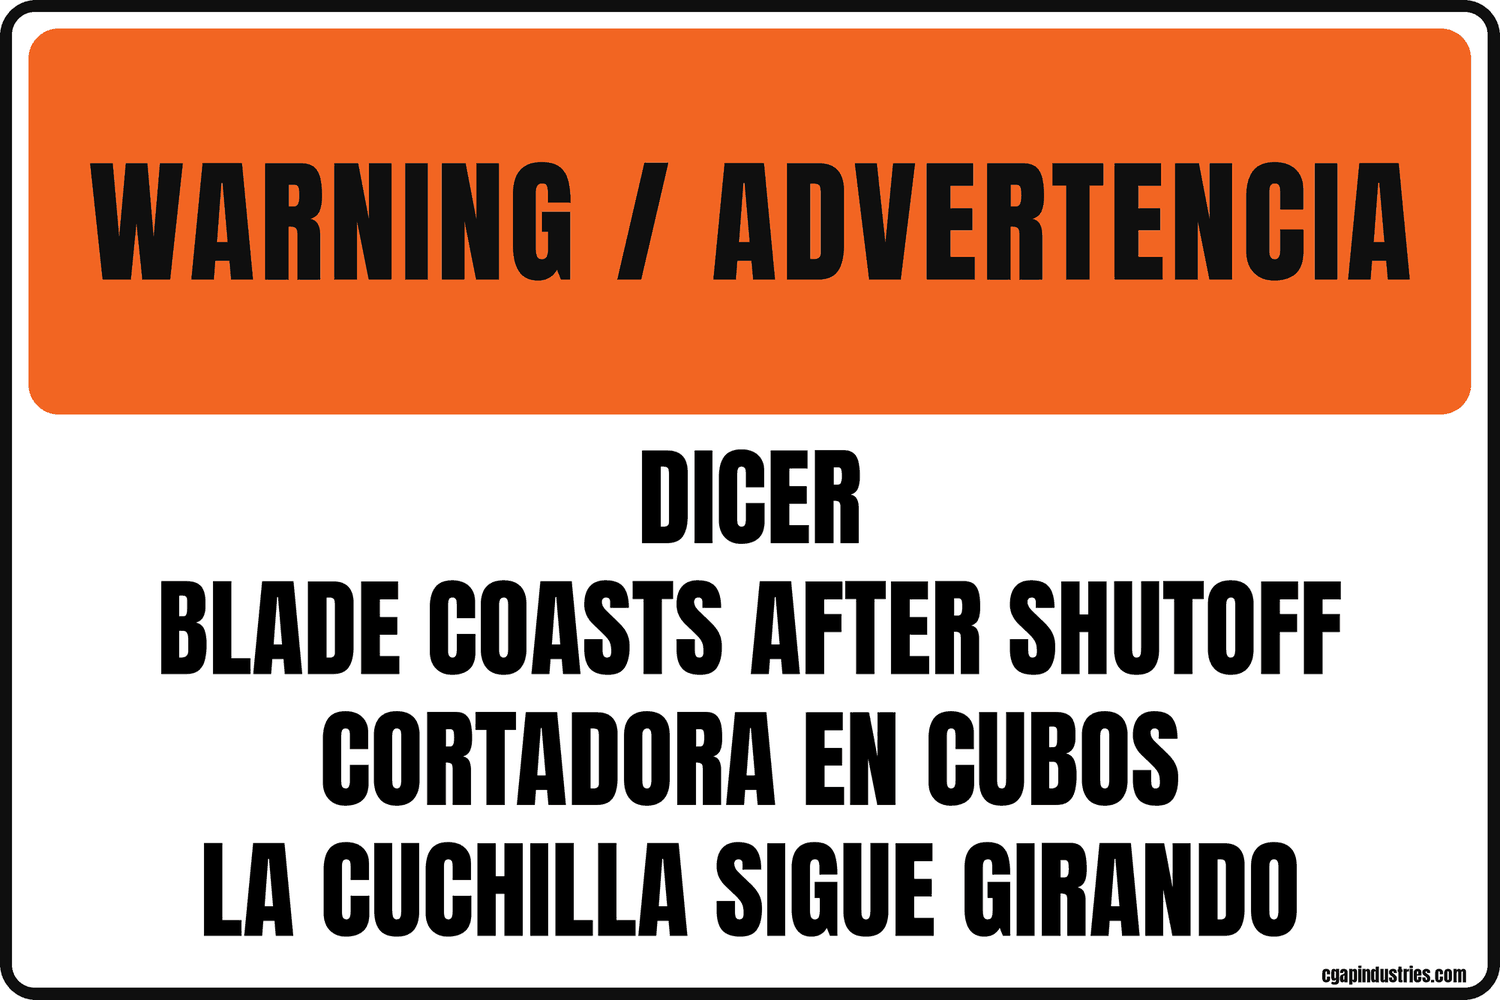 WARNING / ADVERTENCIA
DICER
BLADE COASTS AFTER SHUTOFF
CORTADORA EN CUBOS
LA CUCHILLA SIGUE GIRANDO
cgapindustries.com